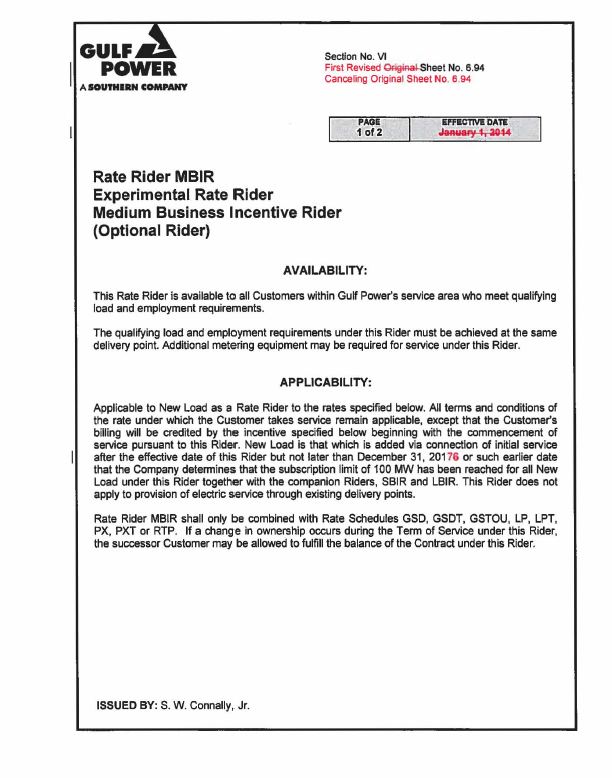 GULF
POWER
A SOUTHERN COMPANY
Section No. VI
First Revised Original Sheet No. 6.94
Canceling Original Sheet No. 6.94
PAGE
EFFECTIVE DATE
1 of 2
January 1, 2014
Rate Rider MBIR
Experimental Rate Rider
Medium Business Incentive Rider
(Optional Rider)
AVAILABILITY:
This Rate Rider is available to all Customers within Gulf Power's service area who meet qualifying
load and employment requirements.
The qualifying load and employment requirements under this Rider must be achieved at the same
delivery point. Additional metering equipment may be required for service under this Rider.
APPLICABILITY:
Applicable to New Load as a Rate Rider to the rates specified below. All terms and conditions of
the rate under which the Customer takes service remain applicable, except that the Customer's
billing will be credited by the incentive specified below beginning with the commencement of
service pursuant to this Rider. New Load is that which is added via connection of initial service
after the effective date of this Rider but not later than December 31, 20176 or such earlier date
that the Company determines that the subscription limit of 100 MW has been reached for all New
Load under this Rider together with the companion Riders, SBIR and LBIR. This Rider does not
apply to provision of electric service through existing delivery points.
Rate Rider MBIR shall only be combined with Rate Schedules GSD, GSDT, GSTOU, LP, LPT,
PX, PXT or RTP. If a change in ownership occurs during the Term of Service under this Rider,
the successor Customer may be allowed to fulfill the balance of the Contract under this Rider.
ISSUED BY: S. W. Connally, Jr.